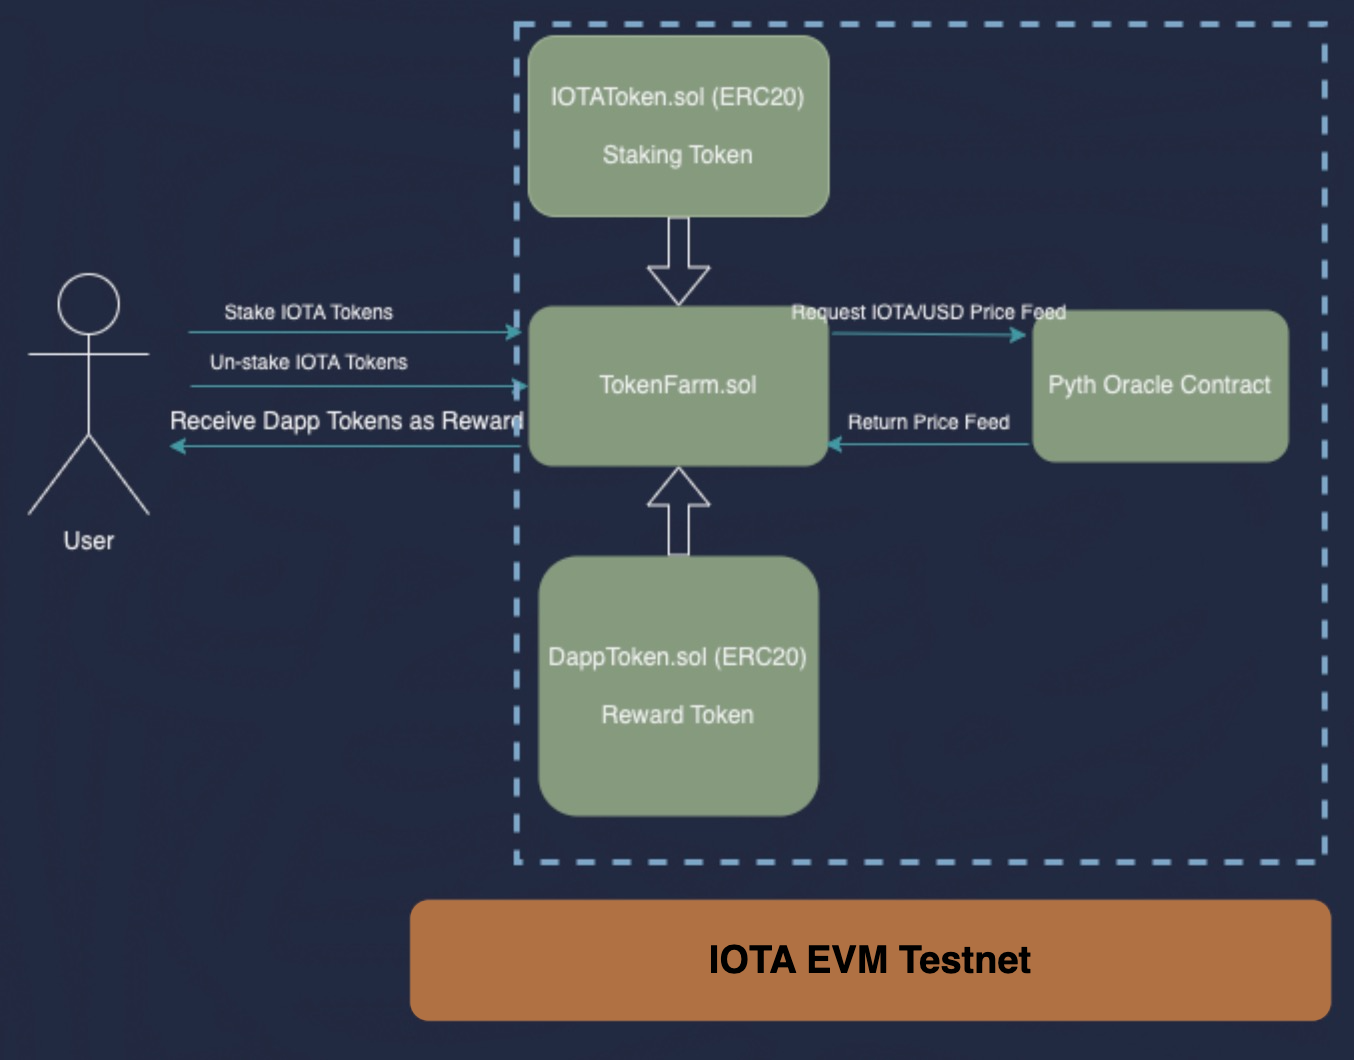 IOTAToken.sol (ERC20)
Staking Token
Stake IOTA Tokens
Un-stake IOTA Tokens
Receive Dapp Tokens as Reward
User
TokenFarm.sol
Request IOTA/USD Price Feed
Return Price Feed
Pyth Oracle Contract
DappToken.sol (ERC20)
Reward Token
IOTA EVM Testnet